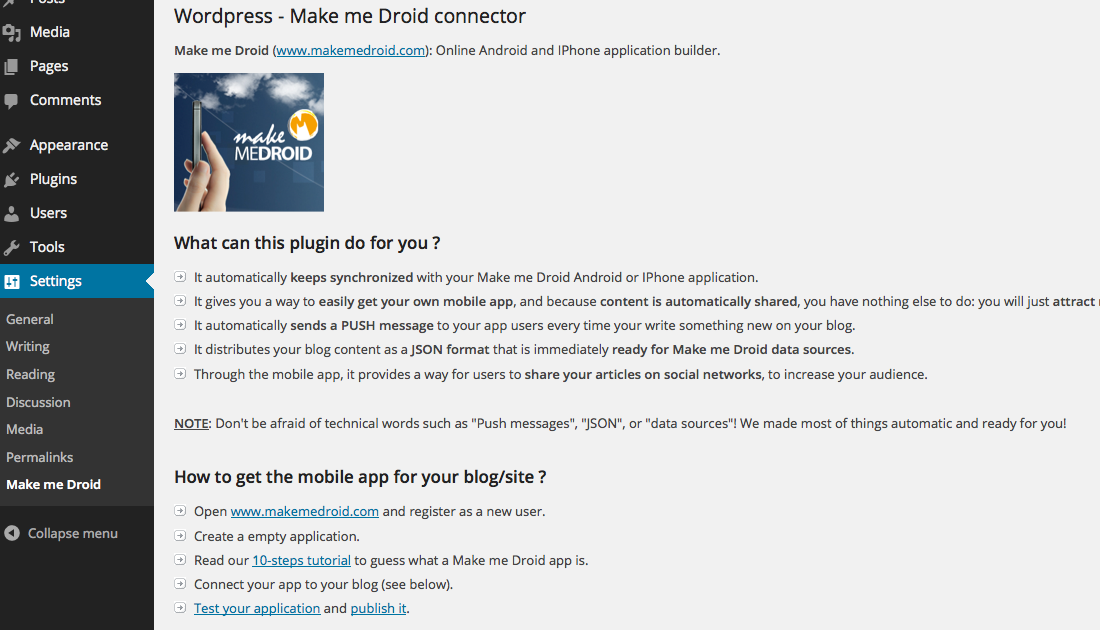 Posts
Media
Pages
Comments
Appearance
Plugins
Users
Tools
Settings
General
Writing
Reading
Discussion
Media
Permalinks
Make me Droid
Collapse menu
Wordpress - Make me Droid connector
Make me Droid (www.makemedroid.com): Online Android and IPhone application builder.
make
MEDROID
What can this plugin do for you ?
It automatically keeps synchronized with your Make me Droid Android or IPhone application.
It gives you a way to easily get your own mobile app, and because content is automatically shared, you have nothing else to do: you will just attract
It automatically sends a PUSH message to your app users every time your write something new on your blog.
It distributes your blog content as a JSON format that is immediately ready for Make me Droid data sources.
Through the mobile app, it provides a way for users to share your articles on social networks, to increase your audience.
NOTE: Don't be afraid of technical words such as "Push messages", "JSON", or "data sources"! We made most of things automatic and ready for you!
How to get the mobile app for your blog/site ?
Open www.makemedroid.com and register as a new user.
Create a empty application.
Read our 10-steps tutorial to guess what a Make me Droid app is.
Connect your app to your blog (see below).
Test your application and publish it.